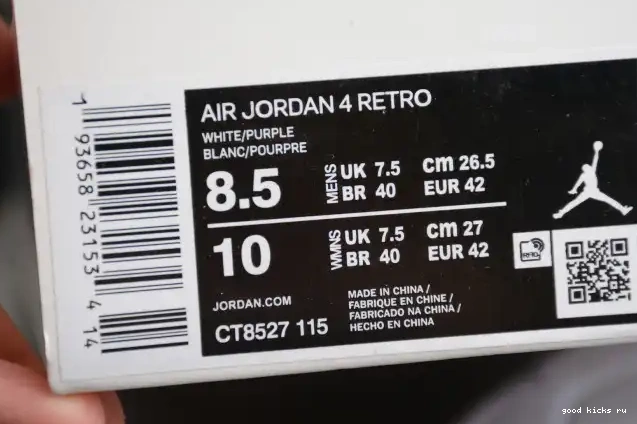 AIR JORDAN 4 RETRO
WHITE/PURPLE
BLANC/POURPRE
8.5 MENS UK 7.5 cm 26.5
BR 40 EUR 42
10 WMNS UK 7.5 cm 27
BR 40 EUR 42
RFID
JORDAN.COM
MADE IN CHINA /
FABRIQUE EN CHINE /
FABRICADO NA CHINA /
HECHO EN CHINA
CT8527 115
1 93658 23153 4 14
good kicks ru